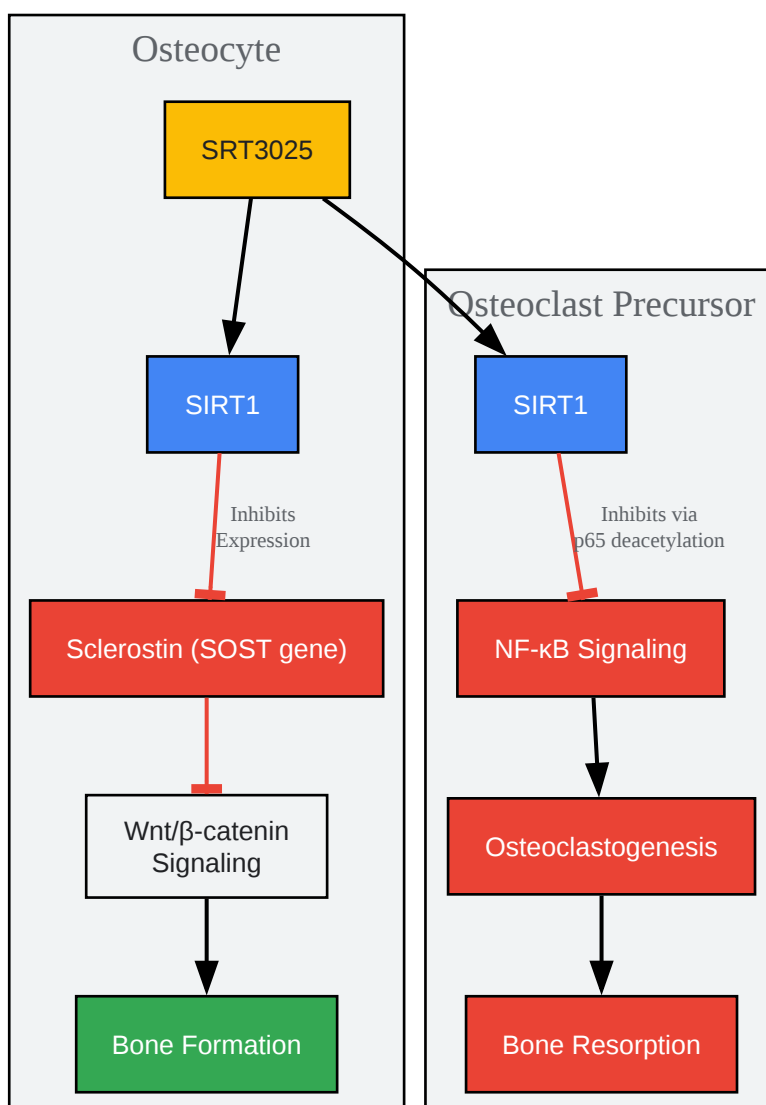 Osteocyte
SRT3025
Osteoclast Precursor
SIRT1
SIRT1
Inhibits
Expression
Inhibits via
p65 deacetylation
Sclerostin (SOST gene)
NF-κB Signaling
Wnt/β-catenin
Signaling
Osteoclastogenesis
Bone Formation
Bone Resorption